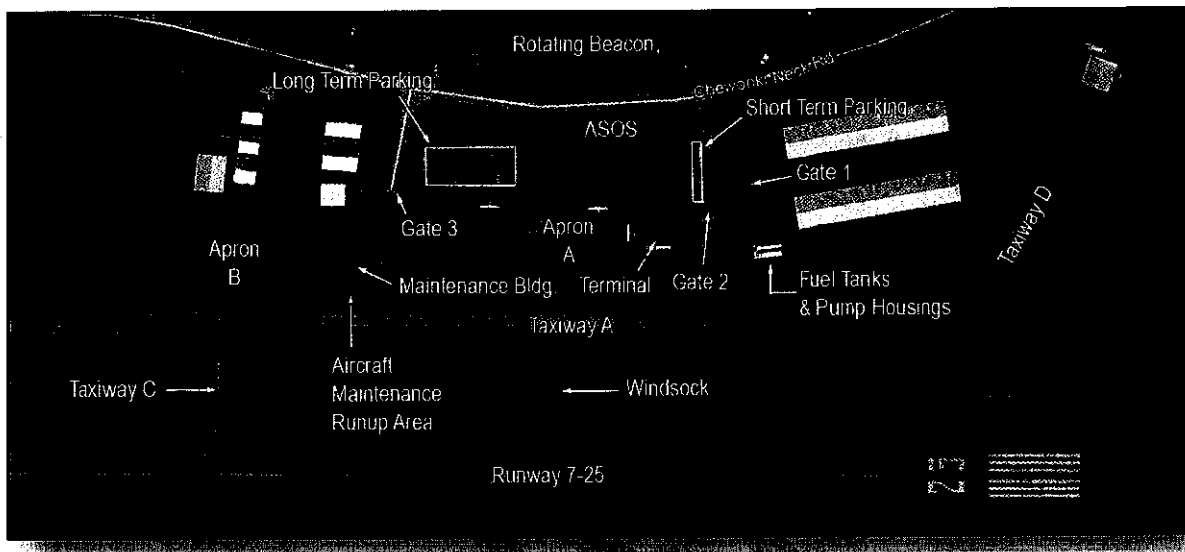 Rotating Beacon
Long Term Parking
Chewonki Neck Rd
Short Term Parking
ASOS
Gate 1
Gate 3
Apron
A
Apron
B
Taxiway D
Maintenance Bldg.
Terminal
Gate 2
Fuel Tanks
& Pump Housings
Taxiway A
Aircraft
Maintenance
Runup Area
Taxiway C
Windsock
Runway 7-25
25